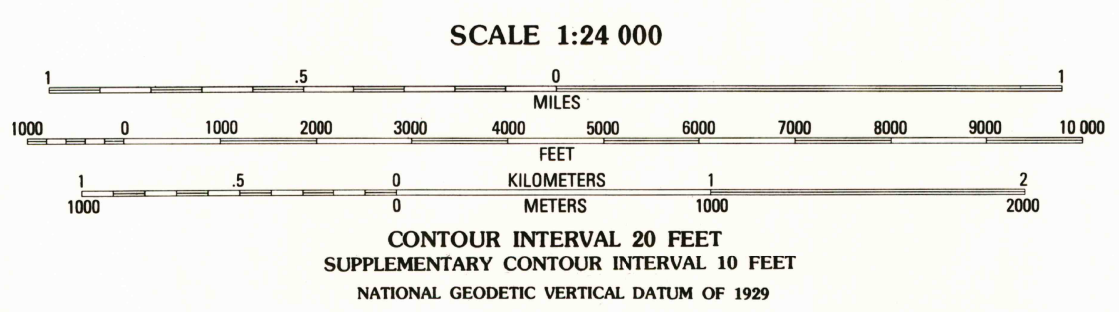 SCALE 1:24 000
1 .5 0 1
MILES
1000 0 1000 2000 3000 4000 5000 6000 7000 8000 9000 10 000
FEET
1 .5 0 KILOMETERS 1 2
1000 0 METERS 1000 2000
CONTOUR INTERVAL 20 FEET
SUPPLEMENTARY CONTOUR INTERVAL 10 FEET
NATIONAL GEODETIC VERTICAL DATUM OF 1929